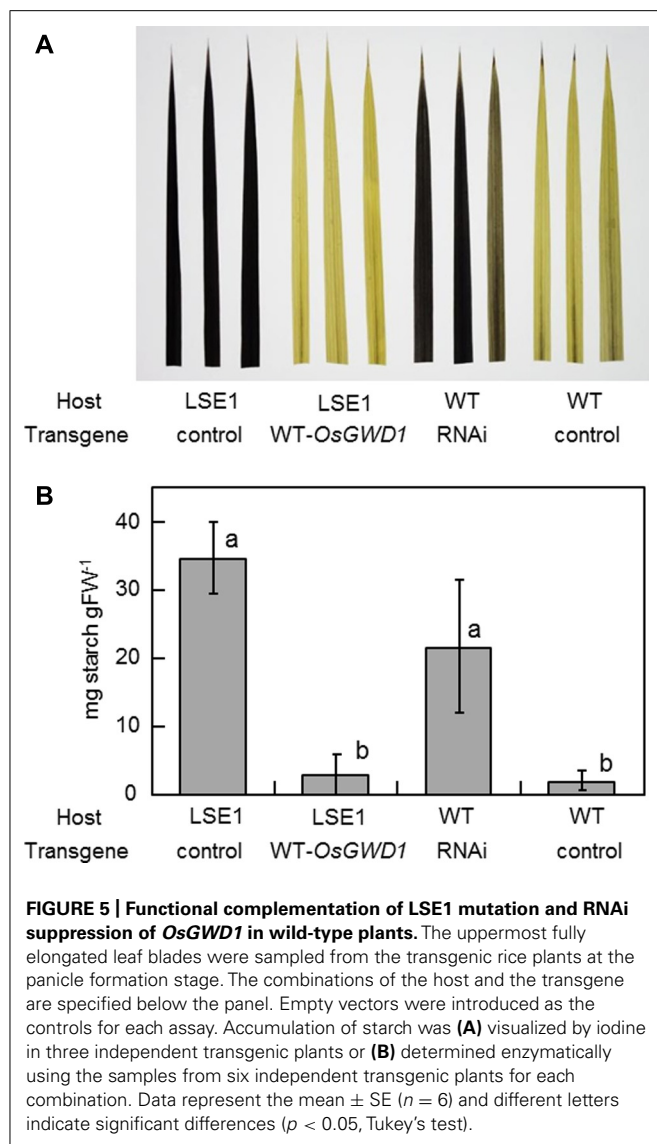 A
Host LSE1 LSE1 WT WT
Transgene control WT-OsGWD1 RNAi control
B
mg starch gFW-1
40
30
20
10
0
a
b
a
b
Host LSE1 LSE1 WT WT
Transgene control WT-OsGWD1 RNAi control
FIGURE 5 | Functional complementation of LSE1 mutation and RNAi
suppression of OsGWD1 in wild-type plants. The uppermost fully
elongated leaf blades were sampled from the transgenic rice plants at the
panicle formation stage. The combinations of the host and the transgene
are specified below the panel. Empty vectors were introduced as the
controls for each assay. Accumulation of starch was (A) visualized by iodine
in three independent transgenic plants or (B) determined enzymatically
using the samples from six independent transgenic plants for each
combination. Data represent the mean ± SE (n = 6) and different letters
indicate significant differences (p < 0.05, Tukey's test).